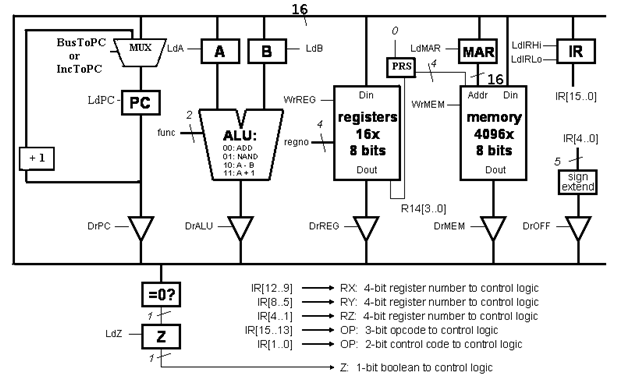 16
BusToPC
or
IncToPC
MUX
LdA
A
B
LdB
0
PRS
4
LdMAR
MAR
16
LdIRHi
LdIRLo
IR
IR[15..0]
LdPC
PC
+ 1
2
func
ALU:
00: ADD
01: NAND
10: A - B
11: A + 1
WrREG
4
regno
Din
registers
16x
8 bits
Dout
R14[3..0]
WrMEM
Addr Din
memory
4096x
8 bits
Dout
IR[4..0]
5
sign
extend
DrPC
DrALU
DrREG
DrMEM
DrOFF
=0?
1
LdZ
Z
1
IR[12..9] RX: 4-bit register number to control logic
IR[8..5] RY: 4-bit register number to control logic
IR[4..1] RZ: 4-bit register number to control logic
IR[15..13] OP: 3-bit opcode to control logic
IR[1..0] OP: 2-bit control code to control logic
Z: 1-bit boolean to control logic